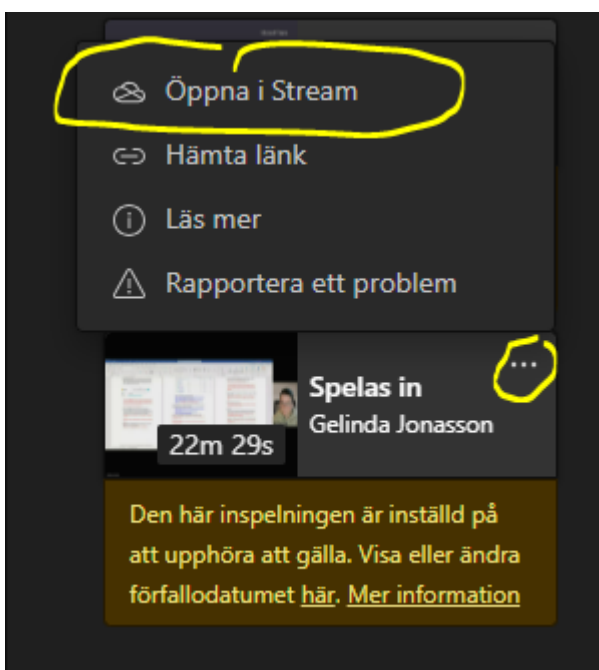 Öppna i Stream
Hämta länk
Läs mer
Rapportera ett problem
Spelas in
Gelinda Jonasson
22m 29s
Den här inspelningen är inställd på
att upphöra att gälla. Visa eller ändra
förfallodatumet här. Mer information